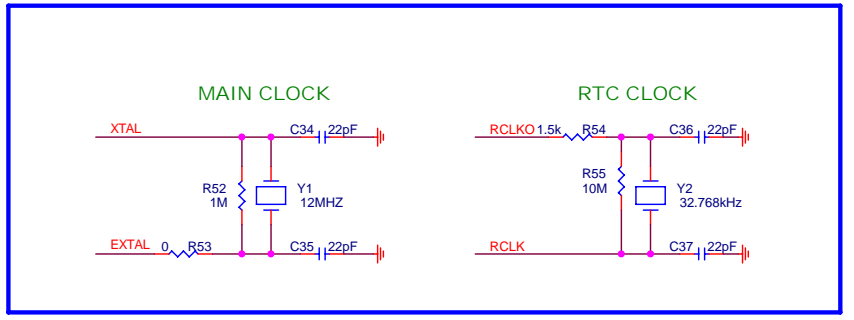 MAIN CLOCK
RTC CLOCK
XTAL
C34 22pF
R52
1M
Y1
12MHZ
EXTAL
0 R53
C35 22pF
RCLKO 1.5k R54
C36 22pF
R55
10M
Y2
32.768kHz
RCLK
C37 22pF